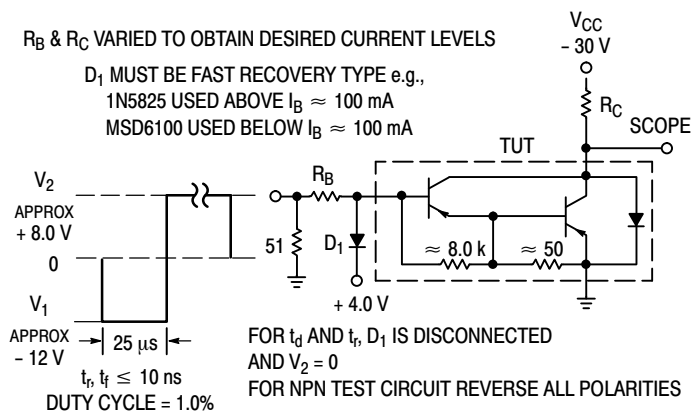 R_B & R_C VARIED TO OBTAIN DESIRED CURRENT LEVELS
D_1 MUST BE FAST RECOVERY TYPE e.g.,
1N5825 USED ABOVE I_B ≈ 100 mA
MSD6100 USED BELOW I_B ≈ 100 mA
V_CC
- 30 V
R_C
SCOPE
TUT
V_2
APPROX
+ 8.0 V
0
V_1
APPROX
- 12 V
25 µs
t_r, t_f ≤ 10 ns
DUTY CYCLE = 1.0%
R_B
51
D_1
+ 4.0 V
≈ 8.0 k
≈ 50
FOR t_d AND t_r, D_1 IS DISCONNECTED
AND V_2 = 0
FOR NPN TEST CIRCUIT REVERSE ALL POLARITIES